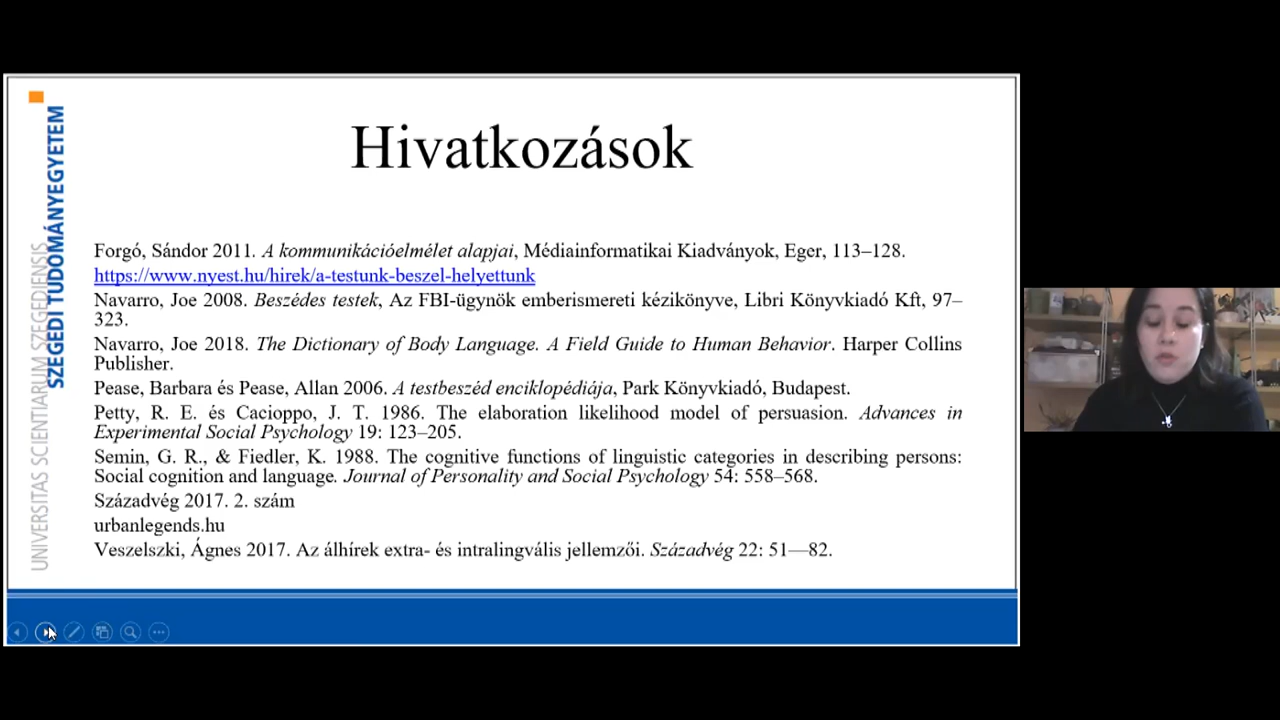 UNIVERSITAS SCIENTIARUM SZEGEDIENSIS
SZEGEDI TUDOMÁNYEGYETEM
Hivatkozások
Forgó, Sándor 2011. A kommunikációelmélet alapjai, Médiainformatikai Kiadványok, Eger, 113–128.
https://www.nyest.hu/hirek/a-testunk-beszel-helyettunk
Navarro, Joe 2008. Beszédes testek, Az FBI-ügynök emberismereti kézikönyve, Libri Könyvkiadó Kft, 97–
323.
Navarro, Joe 2018. The Dictionary of Body Language. A Field Guide to Human Behavior. Harper Collins
Publisher.
Pease, Barbara és Pease, Allan 2006. A testbeszéd enciklopédiája, Park Könyvkiadó, Budapest.
Petty, R. E. és Cacioppo, J. T. 1986. The elaboration likelihood model of persuasion. Advances in
Experimental Social Psychology 19: 123–205.
Semin, G. R., & Fiedler, K. 1988. The cognitive functions of linguistic categories in describing persons:
Social cognition and language. Journal of Personality and Social Psychology 54: 558–568.
Századvég 2017. 2. szám
urbanlegends.hu
Veszelszki, Ágnes 2017. Az álhírek extra- és intralingvális jellemzői. Századvég 22: 51—82.